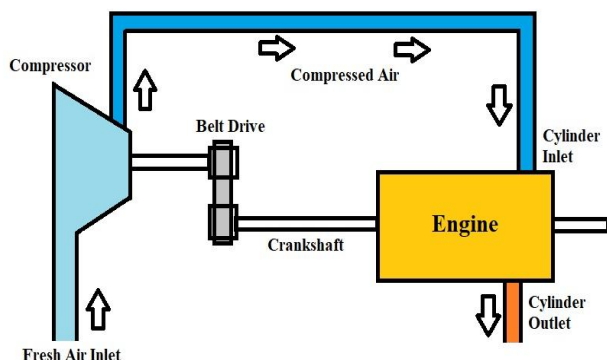 Compressor
Compressed Air
Belt Drive
Cylinder
Inlet
Engine
Crankshaft
Cylinder
Outlet
Fresh Air Inlet